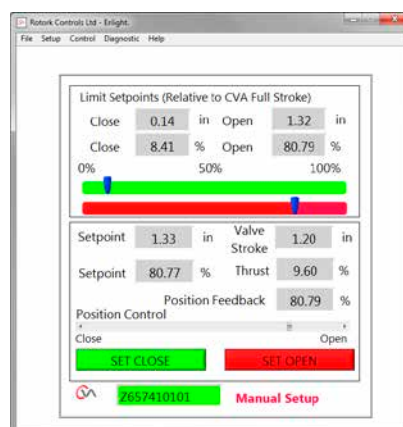 Rotork Controls Ltd - Enlight.
File Setup Control Diagnostic Help
Limit Setpoints (Relative to CVA Full Stroke)
Close 0.14 in Open 1.32 in
Close 8.41 % Open 80.79 %
0% 50% 100%
Setpoint 1.33 in Valve Stroke 1.20 in
Setpoint 80.77 % Thrust 9.60 %
Position Feedback 80.79 %
Position Control
Close Open
SET CLOSE SET OPEN
Z657410101 Manual Setup